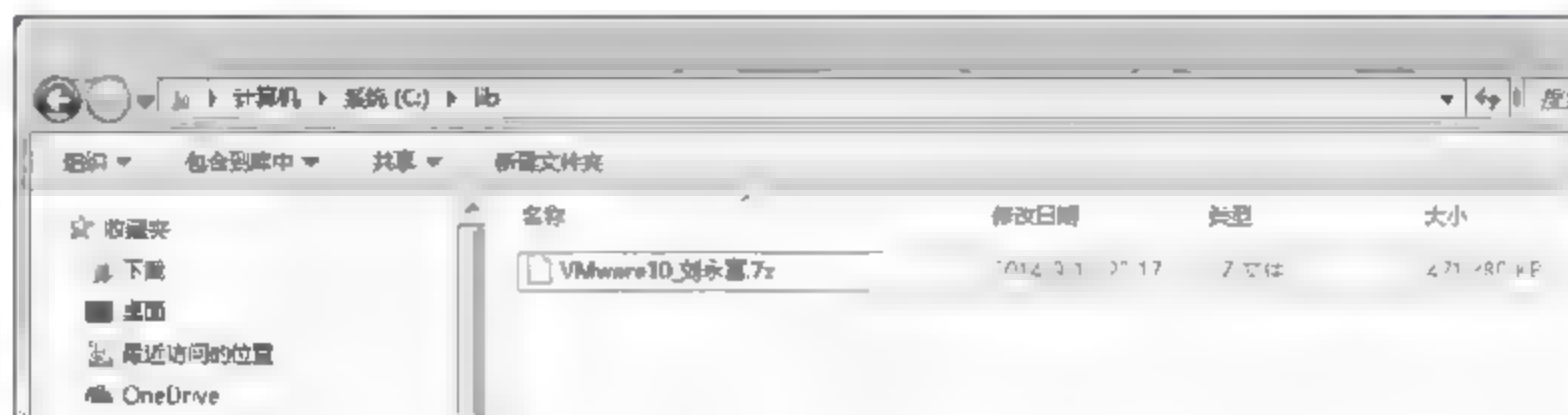 计算机 系统 (C:) lib
组织 包含到库中 共享 新建文件夹
名称 修改日期 类型 大小
收藏夹
VMware10_刘永富.7z
下载
桌面
最近访问的位置
OneDrive